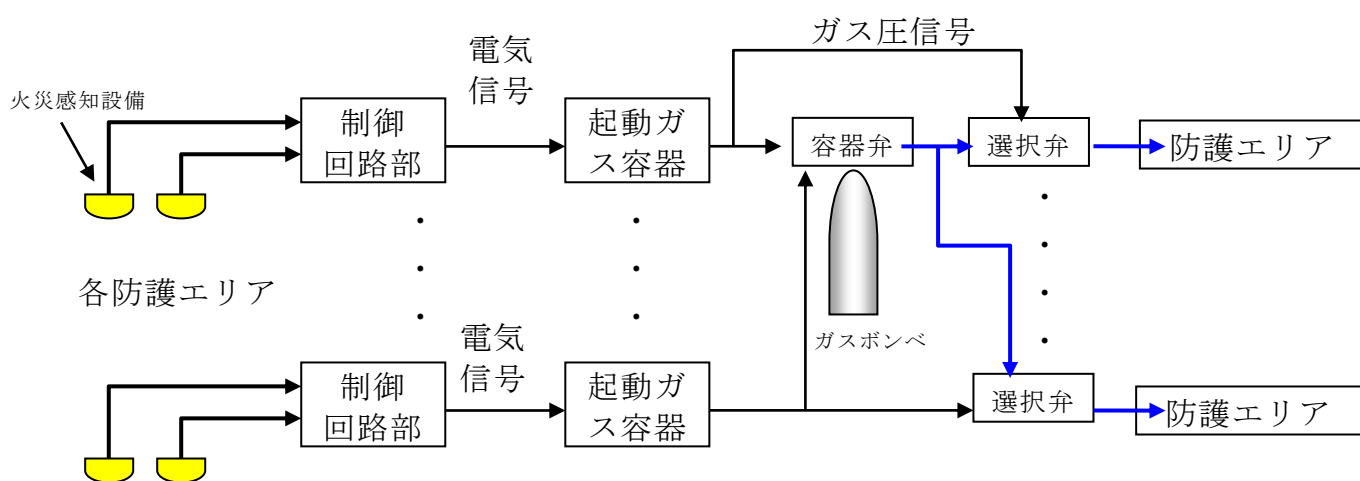 ガス圧信号
電気
信号
火災感知設備
制御
回路部
起動ガ
ス容器
容器弁
選択弁
防護エリア
各防護エリア
ガスボンベ
電気
信号
制御
回路部
起動ガ
ス容器
選択弁
防護エリア